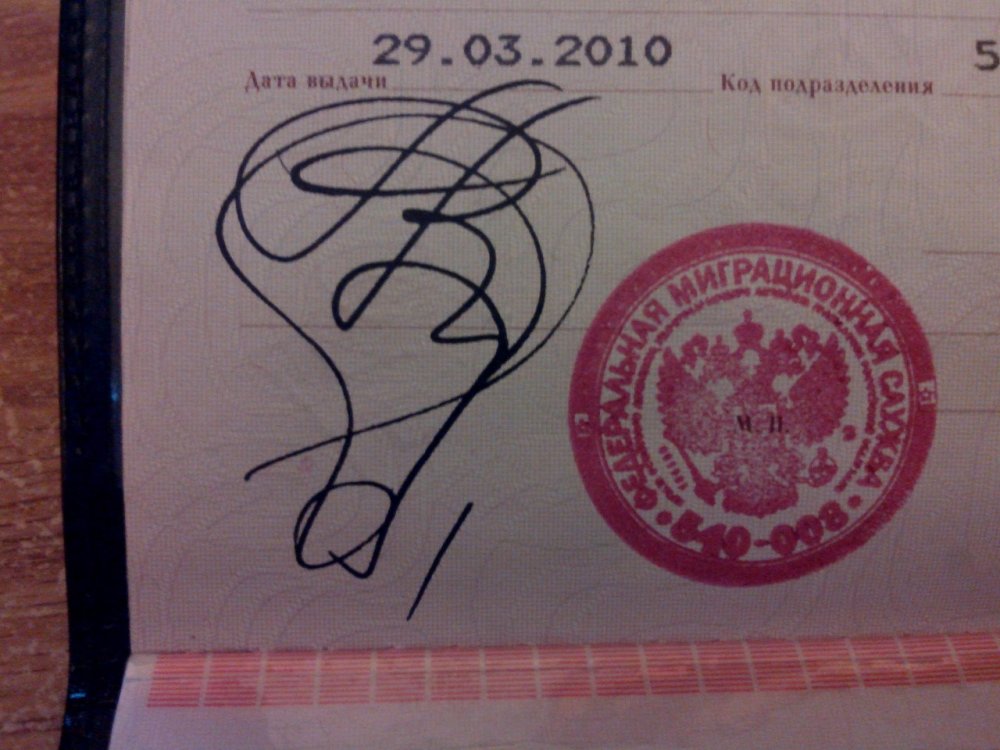 29.03.2010 5
Дата выдачи Код подразделения
ФЕДЕРАЛЬНАЯ МИГРАЦИОННАЯ СЛУЖБА
М. П.
540-008